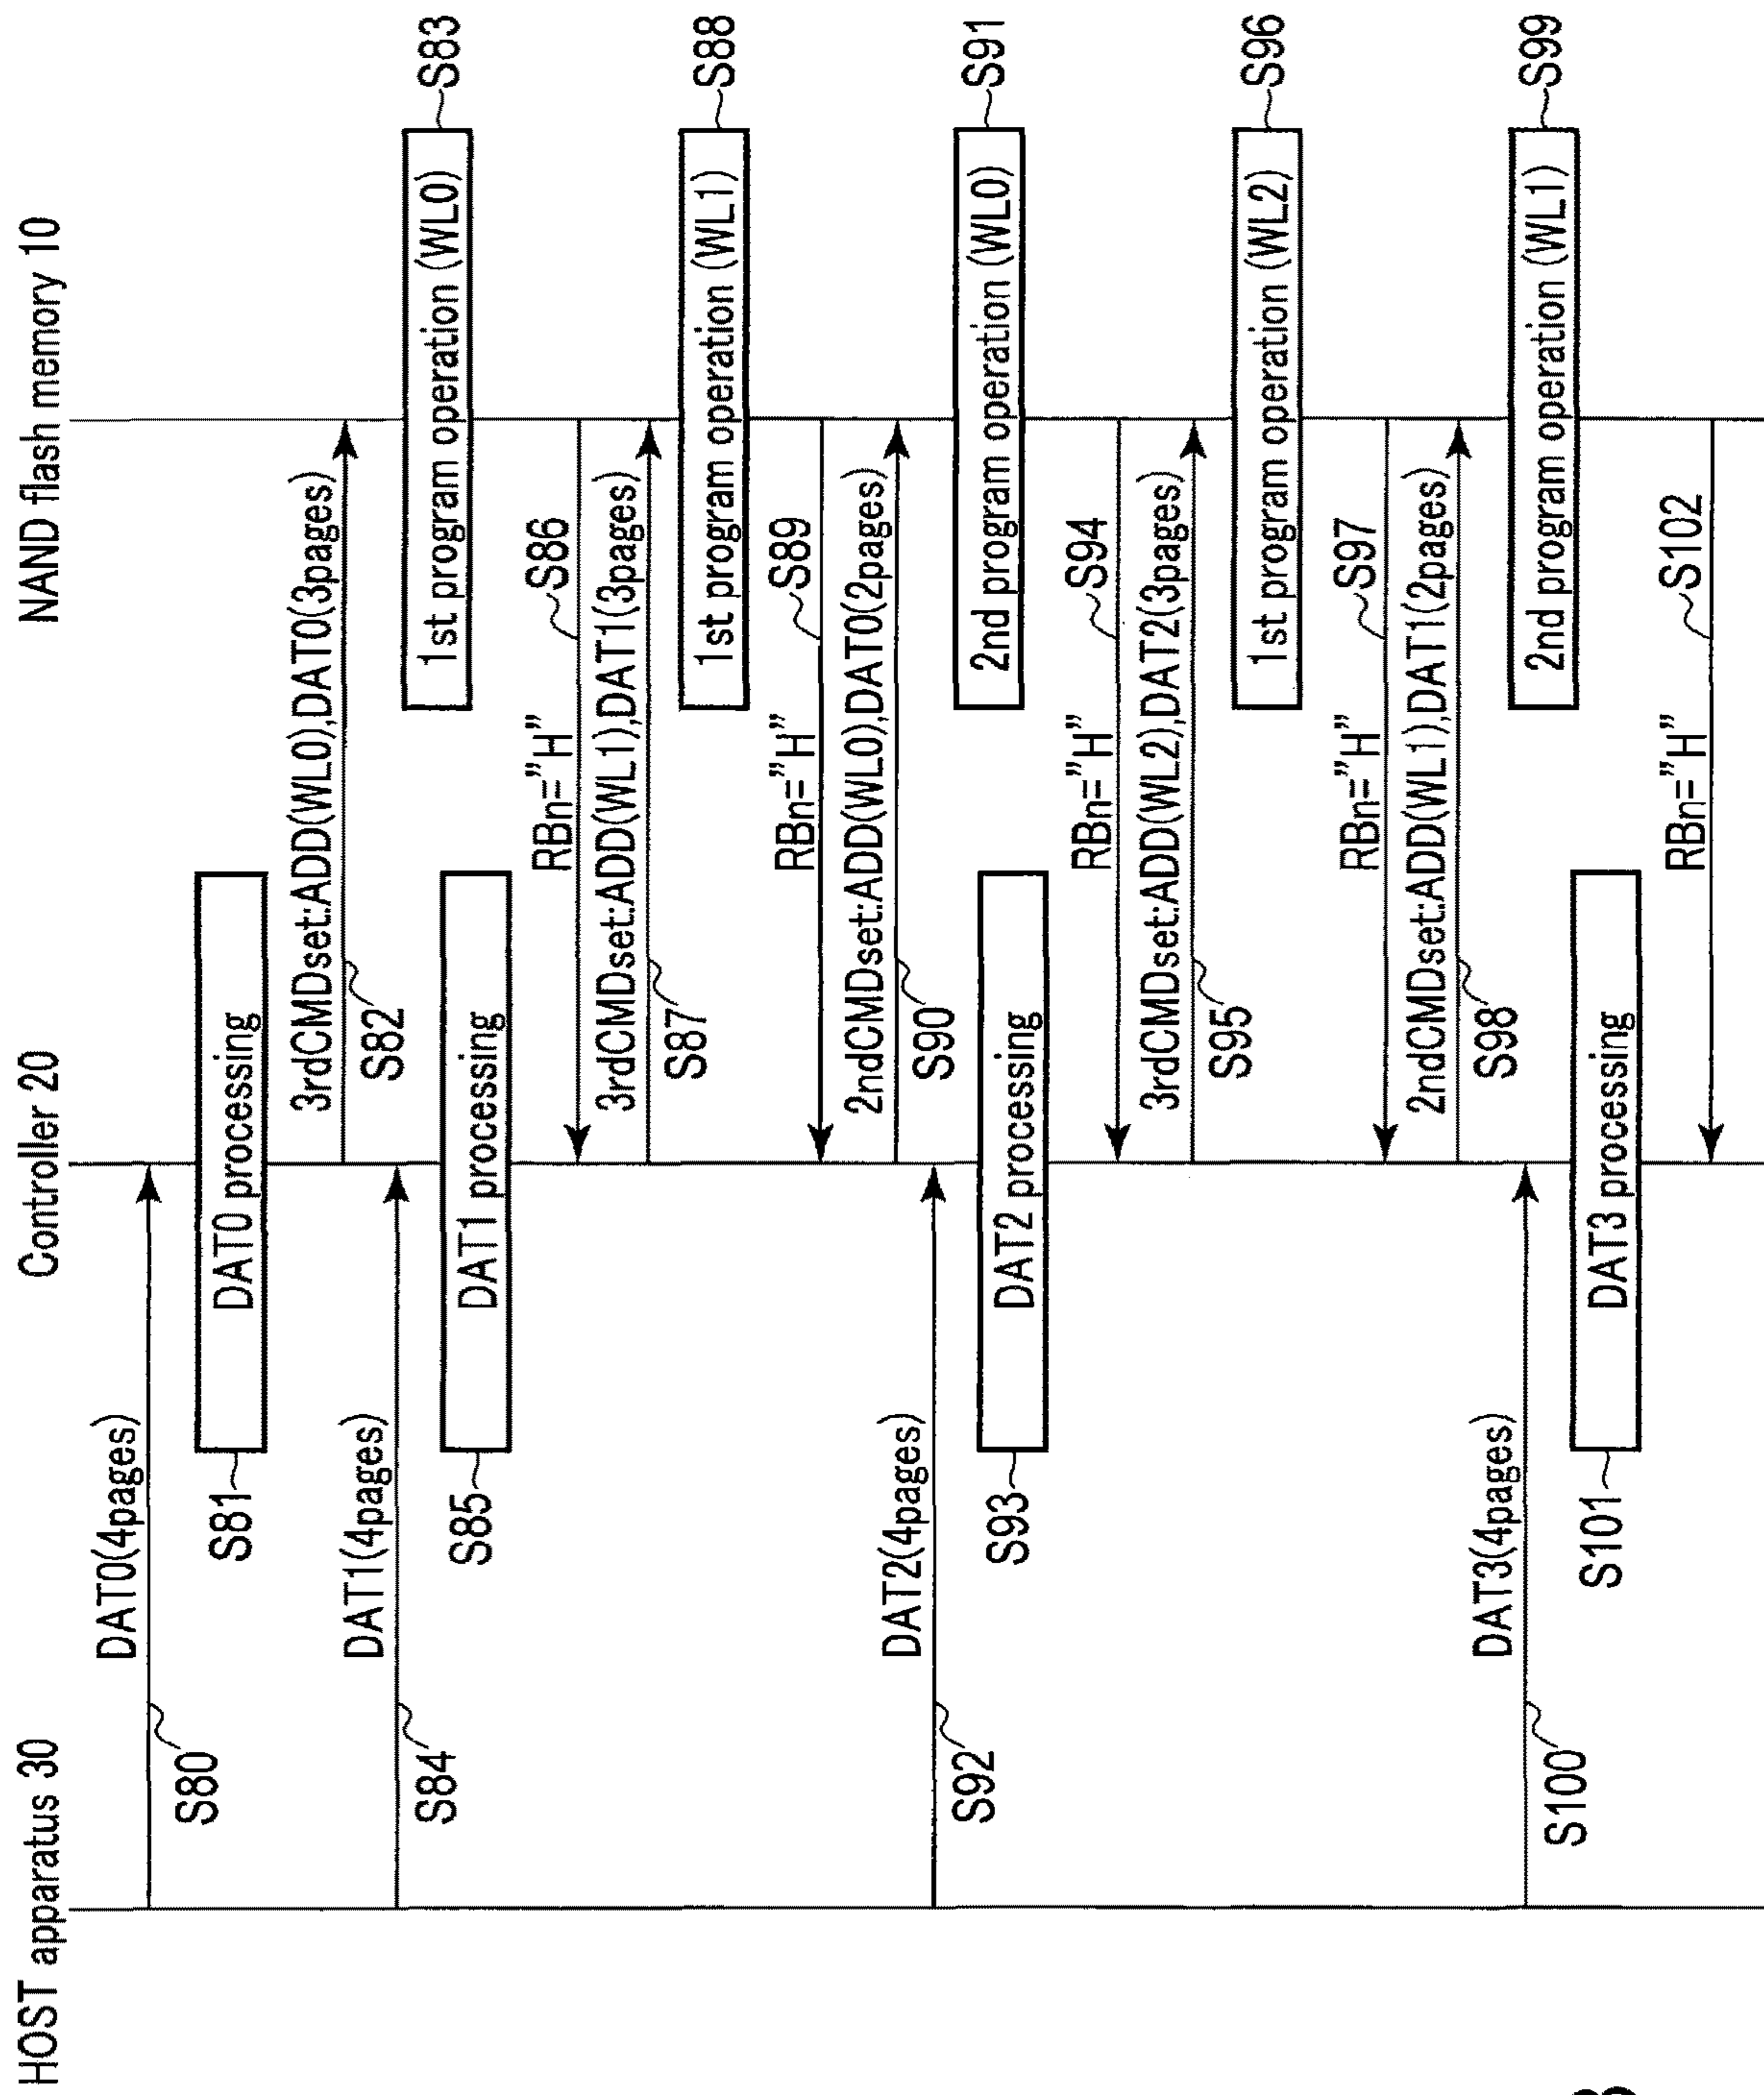 HOST apparatus 30
Controller 20
NAND flash memory 10
DAT0(4pages)
S80
S81
DAT0 processing
3rdCMDset:ADD(WL0),DAT0(3pages)
S82
1st program operation (WL0)
S83
DAT1(4pages)
S84
S85
DAT1 processing
RBn="H"
S86
3rdCMDset:ADD(WL1),DAT1(3pages)
S87
1st program operation (WL1)
S88
RBn="H"
S89
2ndCMDset:ADD(WL0),DAT0(2pages)
S90
2nd program operation (WL0)
S91
DAT2(4pages)
S92
S93
DAT2 processing
RBn="H"
S94
3rdCMDset:ADD(WL2),DAT2(3pages)
S95
1st program operation (WL2)
S96
RBn="H"
S97
2ndCMDset:ADD(WL1),DAT1(2pages)
S98
2nd program operation (WL1)
S99
DAT3(4pages)
S100
S101
DAT3 processing
RBn="H"
S102